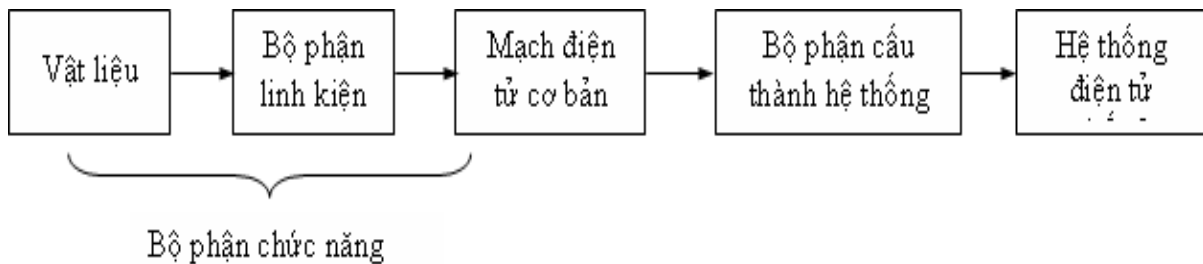 Vật liệu
Bộ phận
linh kiện
Mạch điện
tử cơ bản
Bộ phận cấu
thành hệ thống
Hệ thống
điện tử
Bộ phận chức năng